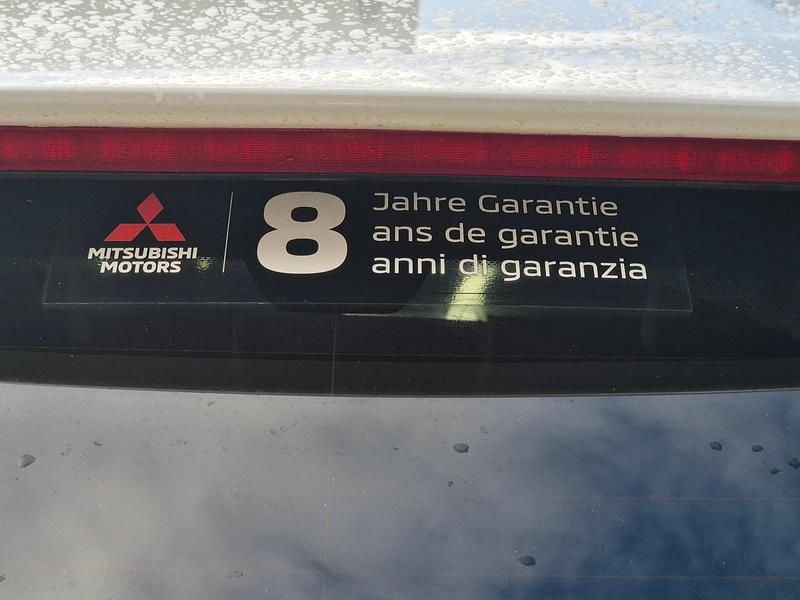 MITSUBISHI
MOTORS
8
Jahre Garantie
ans de garantie
anni di garanzia